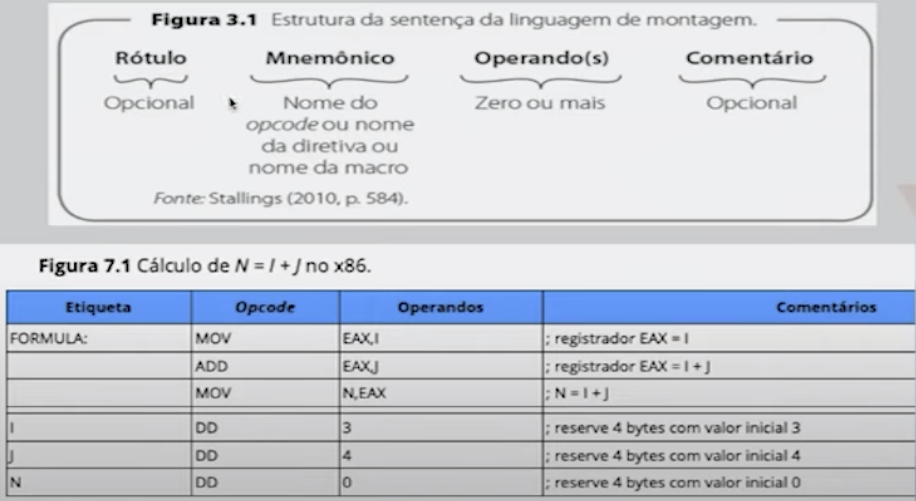 Figura 3.1 Estrutura da sentença da linguagem de montagem.
Rótulo Mnemônico Operando(s) Comentário
Opcional Nome do Zero ou mais Opcional
opcode ou nome
da diretiva ou
nome da macro
Fonte: Stallings (2010, p. 584).
Figura 7.1 Cálculo de N = I + J no x86.
Etiqueta Opcode Operandos Comentários
FORMULA: MOV EAX,I ; registrador EAX = I
ADD EAX,J ; registrador EAX = I + J
MOV N,EAX ; N = I + J
I DD 3 ; reserve 4 bytes com valor inicial 3
J DD 4 ; reserve 4 bytes com valor inicial 4
N DD 0 ; reserve 4 bytes com valor inicial 0